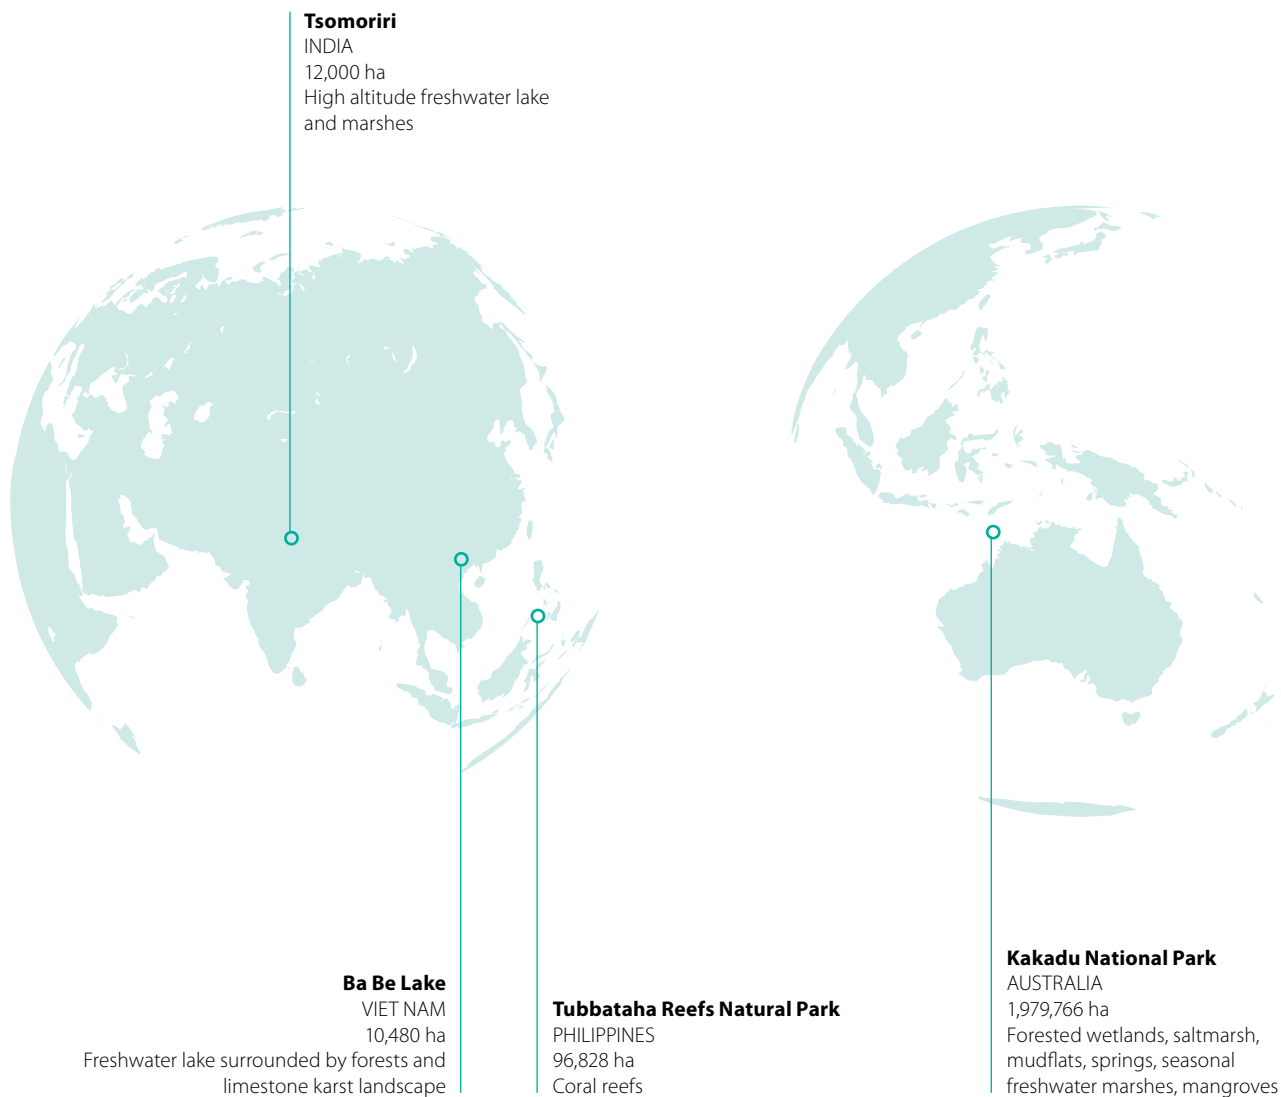 Tsomoriri
INDIA
12,000 ha
High altitude freshwater lake
and marshes
Ba Be Lake
VIET NAM
10,480 ha
Freshwater lake surrounded by forests and
limestone karst landscape
Tubbataha Reefs Natural Park
PHILIPPINES
96,828 ha
Coral reefs
Kakadu National Park
AUSTRALIA
1,979,766 ha
Forested wetlands, saltmarsh,
mudflats, springs, seasonal
freshwater marshes, mangroves